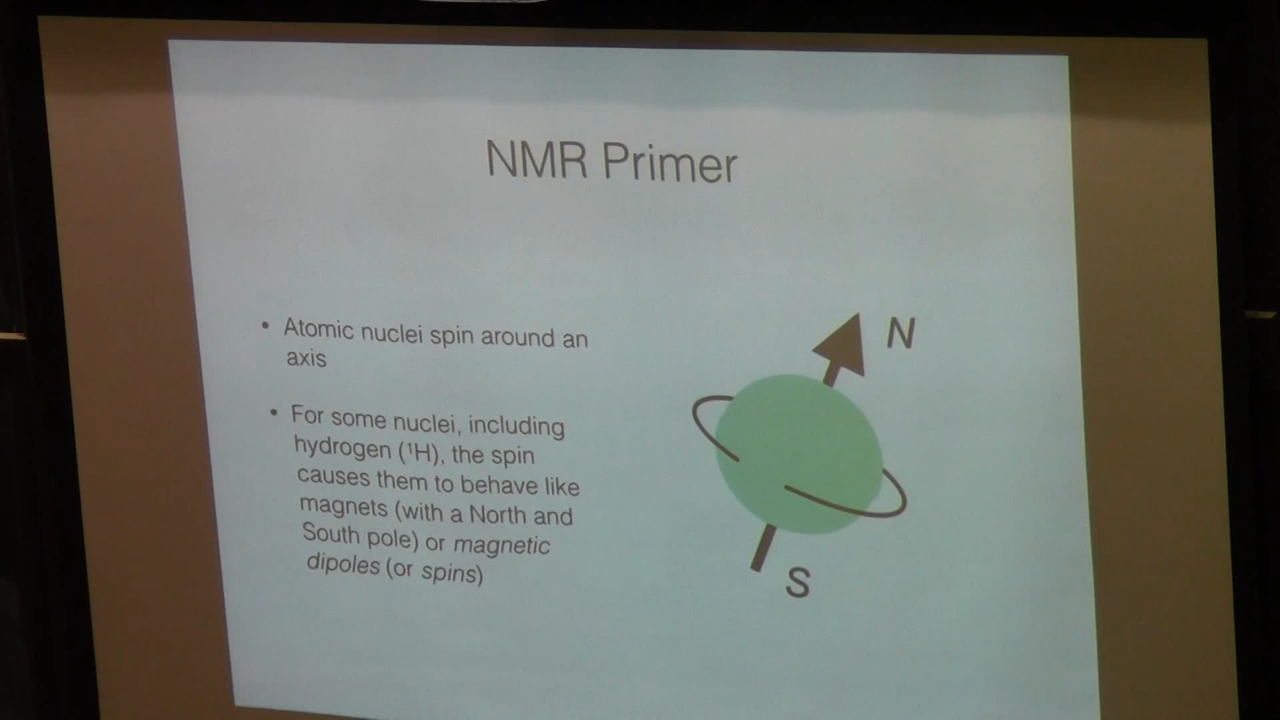 NMR Primer
• Atomic nuclei spin around an
axis
• For some nuclei, including
hydrogen (¹H), the spin
causes them to behave like
magnets (with a North and
South pole) or magnetic
dipoles (or spins)
N
S